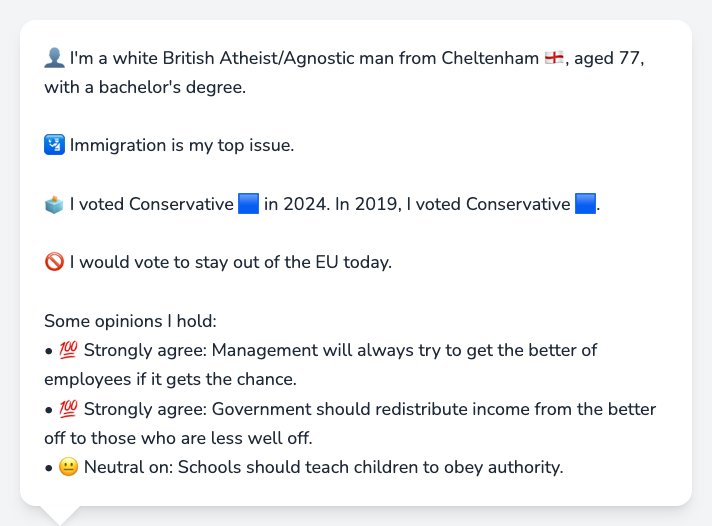 👤 I'm a white British Atheist/Agnostic man from Cheltenham 🏴󠁧󠁢󠁥󠁮󠁧󠁿, aged 77,
with a bachelor's degree.
🛂 Immigration is my top issue.
🗳️ I voted Conservative 🟦 in 2024. In 2019, I voted Conservative 🟦.
🚫 I would vote to stay out of the EU today.
Some opinions I hold:
• 💯 Strongly agree: Management will always try to get the better of
employees if it gets the chance.
• 💯 Strongly agree: Government should redistribute income from the better
off to those who are less well off.
• 😐 Neutral on: Schools should teach children to obey authority.